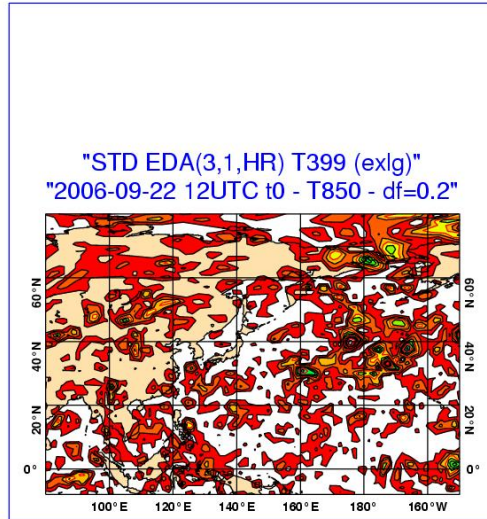 "STD EDA(3,1,HR) T399 (exlg)"
"2006-09-22 12UTC t0 - T850 - df=0.2"
60°N 60°N
40°N 40°N
20°N 20°N
0° 0°
100°E 120°E 140°E 160°E 180° 160°W